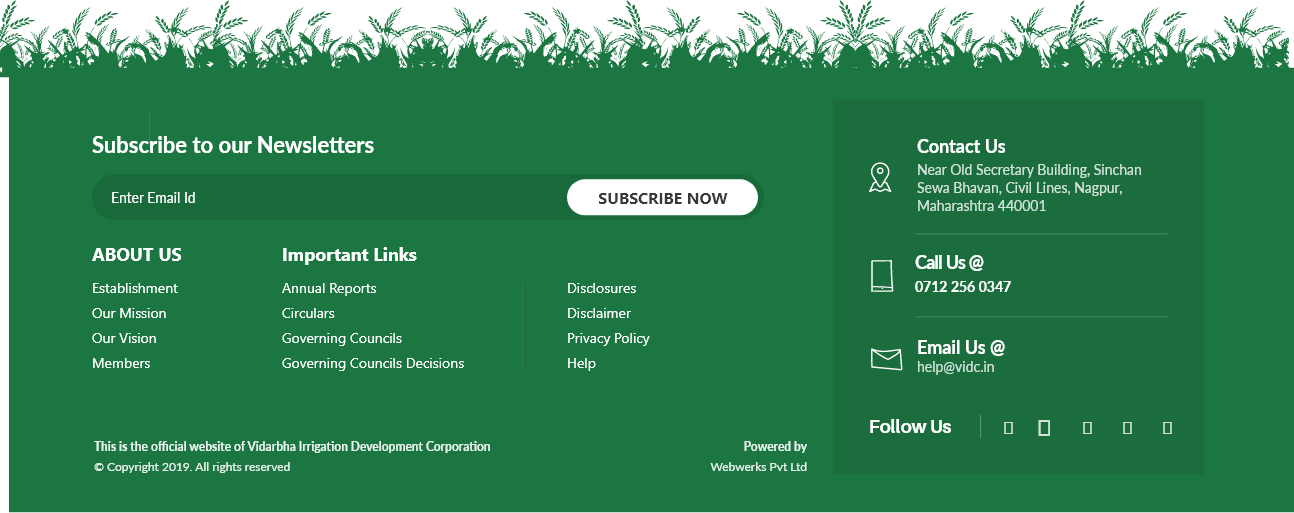 Subscribe to our Newsletters
Enter Email Id
SUBSCRIBE NOW
ABOUT US
Establishment
Our Mission
Our Vision
Members
Important Links
Annual Reports
Circulars
Governing Councils
Governing Councils Decisions
Disclosures
Disclaimer
Privacy Policy
Help
This is the official website of Vidarbha Irrigation Development Corporation
© Copyright 2019. All rights reserved
Powered by
Webwerks Pvt Ltd
Contact Us
Near Old Secretary Building, Sinchan
Sewa Bhavan, Civil Lines, Nagpur,
Maharashtra 440001
Call Us @
0712 256 0347
Email Us @
help@vidc.in
Follow Us